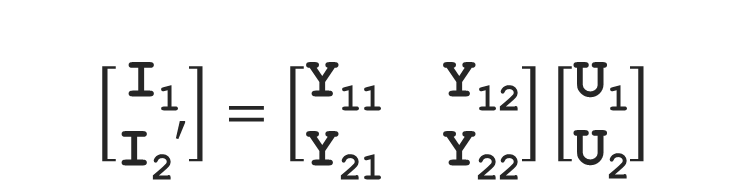 [I₁ = [Y₁₁ Y₁₂] [U₁]
[I₂′] [Y₂₁ Y₂₂] [U₂]